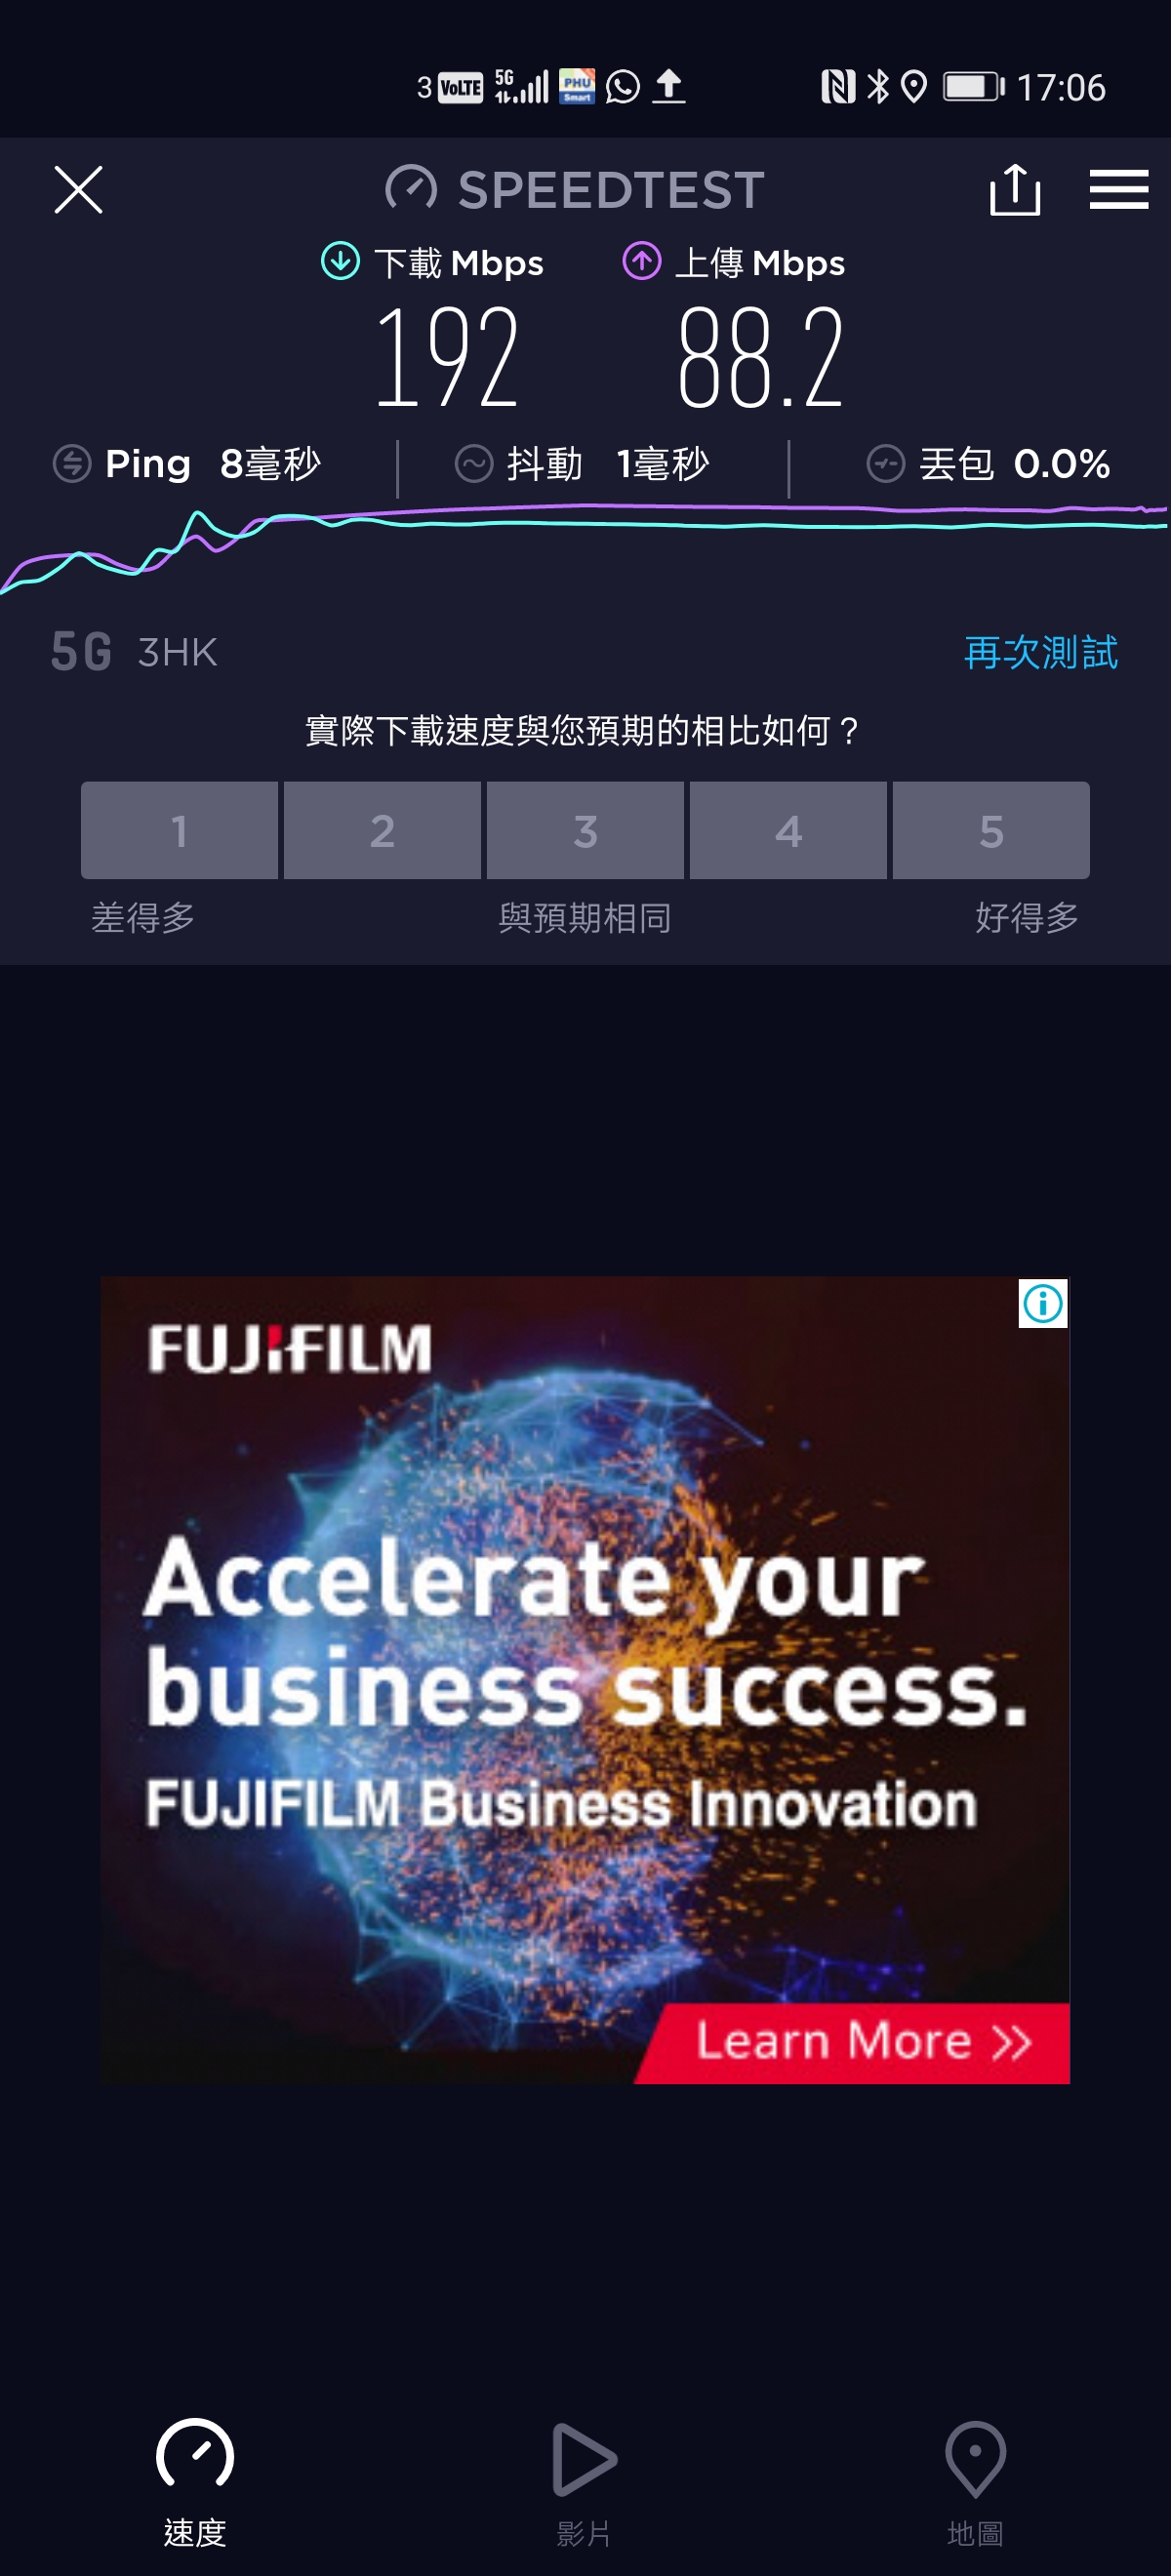 3 VoLTE 5G PHU Smart 17:06
SPEEDTEST
下載 Mbps 上傳 Mbps
192 88.2
Ping 8毫秒 抖動 1毫秒 丟包 0.0%
5G 3HK 再次測試
實際下載速度與您預期的相比如何？
1 2 3 4 5
差得多 與預期相同 好得多
FUJIFILM
Accelerate your
business success.
FUJIFILM Business Innovation
Learn More >>
速度 影片 地圖